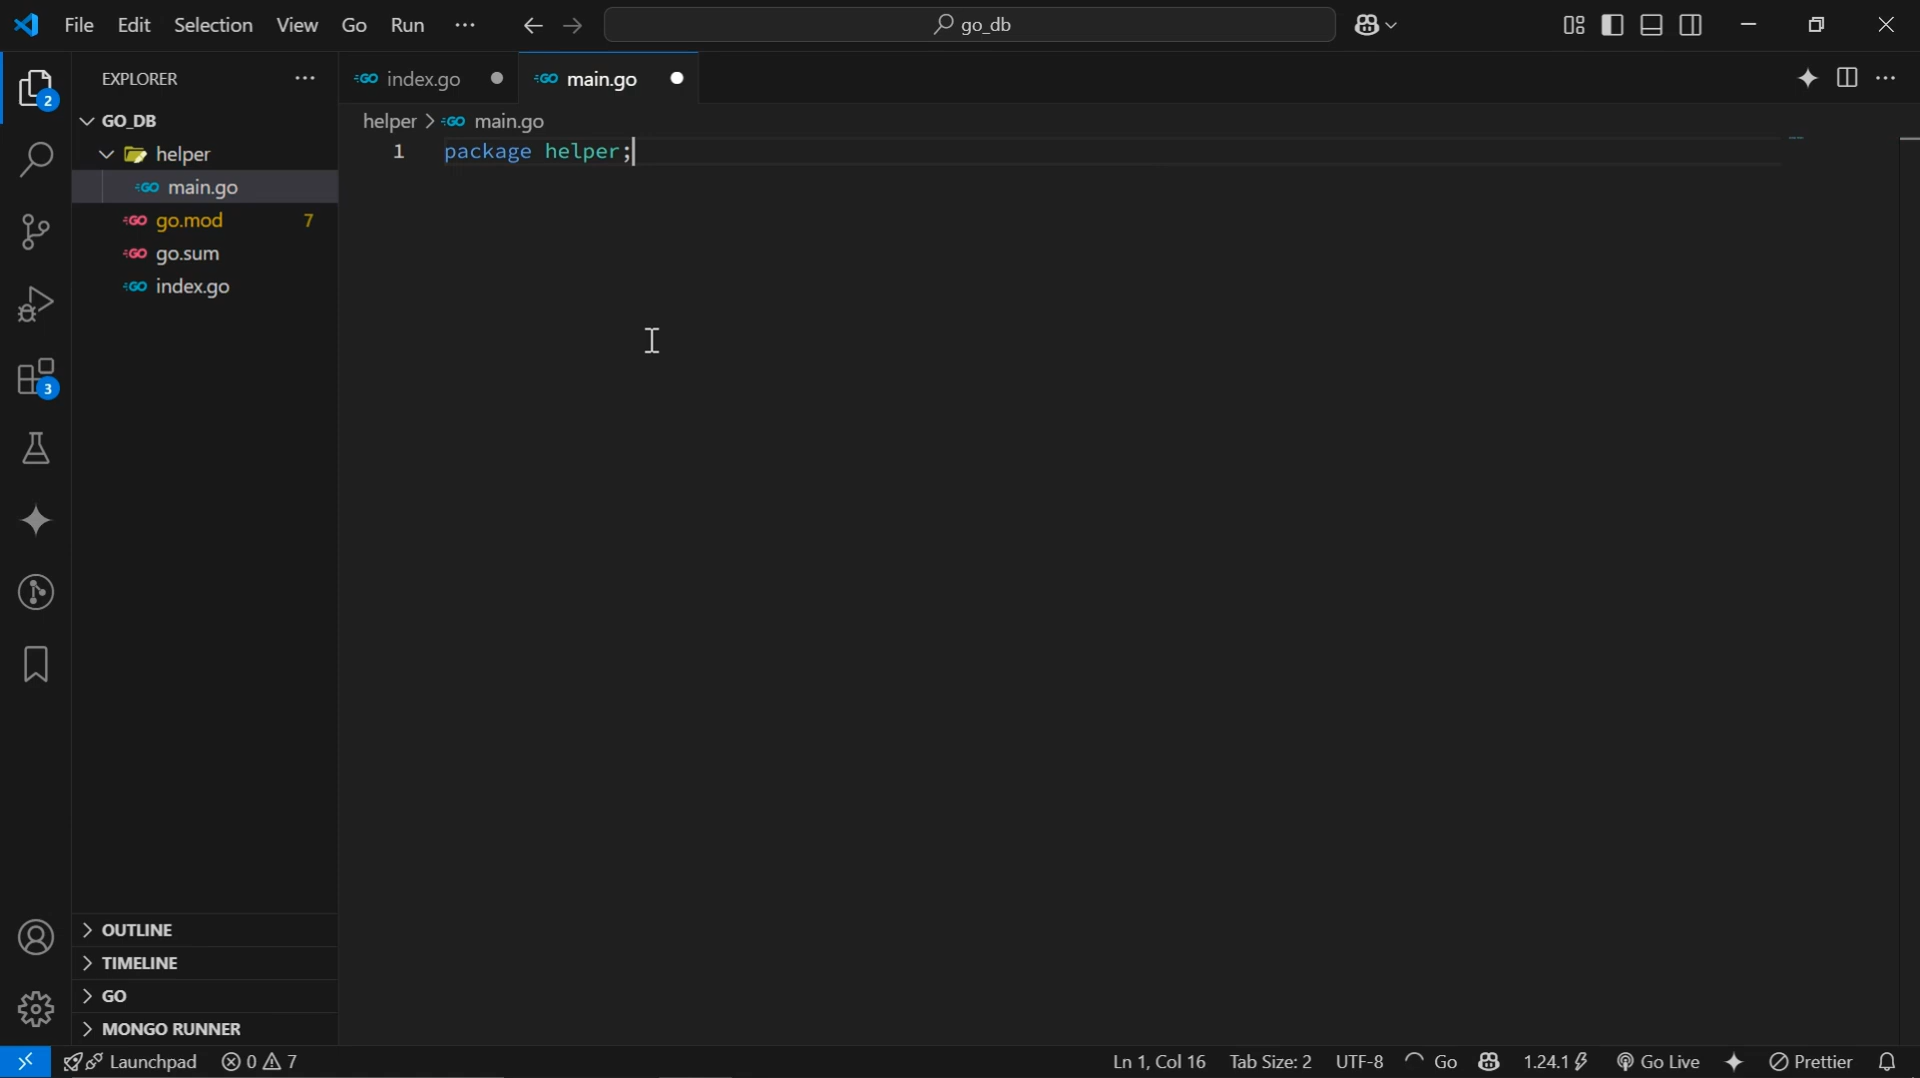 File Edit Selection View Go Run ··· go_db
EXPLORER ···
index.go
main.go
2
GO_DB
helper > main.go
helper
1 package helper;
main.go
go.mod 7
go.sum
index.go
3
OUTLINE
TIMELINE
GO
MONGO RUNNER
Launchpad 0 7 Ln 1, Col 16 Tab Size: 2 UTF-8 Go 1.24.1 Go Live Prettier